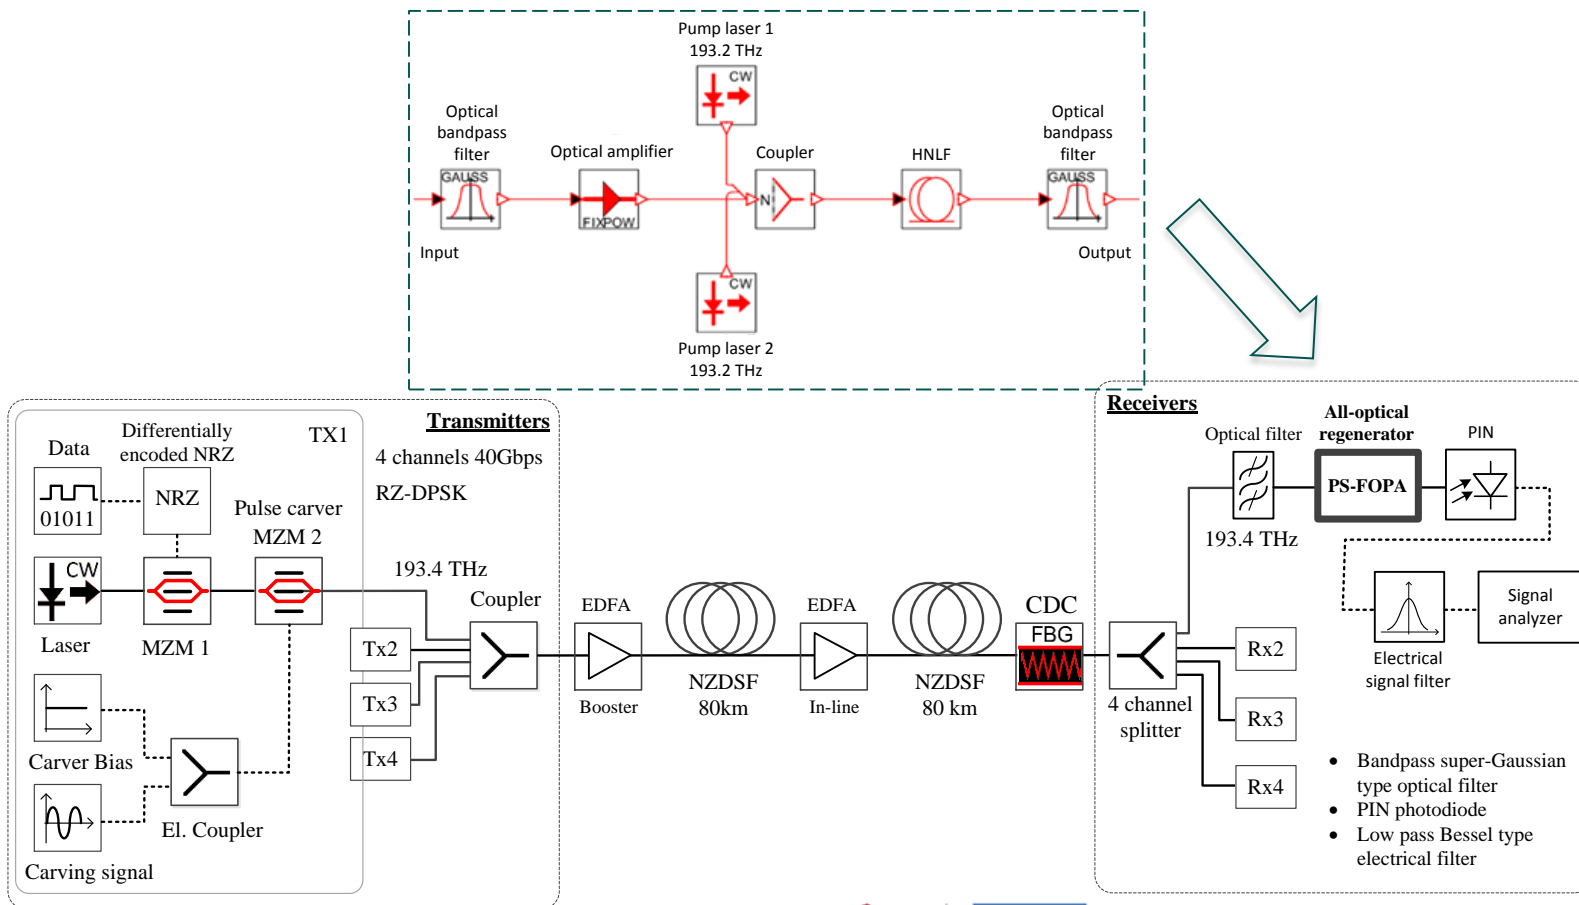 Pump laser 1
193.2 THz
CW
Optical
bandpass
filter
GAUSS
Optical amplifier
FIXPOW
Coupler
N
HNLF
Optical
bandpass
filter
GAUSS
Input
Output
CW
Pump laser 2
193.2 THz
Transmitters
TX1
4 channels 40Gbps
RZ-DPSK
Data
01011
Differentially
encoded NRZ
NRZ
Pulse carver
MZM 2
CW
Laser
MZM 1
193.4 THz
Coupler
Tx2
Tx3
Tx4
Carver Bias
El. Coupler
Carving signal
EDFA
Booster
NZDSF
80km
EDFA
In-line
NZDSF
80 km
CDC
FBG
4 channel
splitter
Receivers
Optical filter
193.4 THz
All-optical
regenerator
PS-FOPA
PIN
Electrical
signal filter
Signal
analyzer
Rx2
Rx3
Rx4
• Bandpass super-Gaussian
type optical filter
• PIN photodiode
• Low pass Bessel type
electrical filter